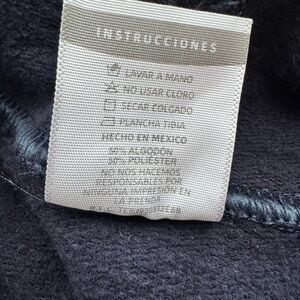 INSTRUCCIONES
LAVAR A MANO
NO USAR CLORO
SECAR COLGADO
PLANCHA TIBIA
HECHO EN MEXICO
50% ALGODÓN
50% POLIÉSTER
NO NOS HACEMOS
RESPONSABLES POR
NINGUNA IMPRESIÓN EN
LA PRENDA